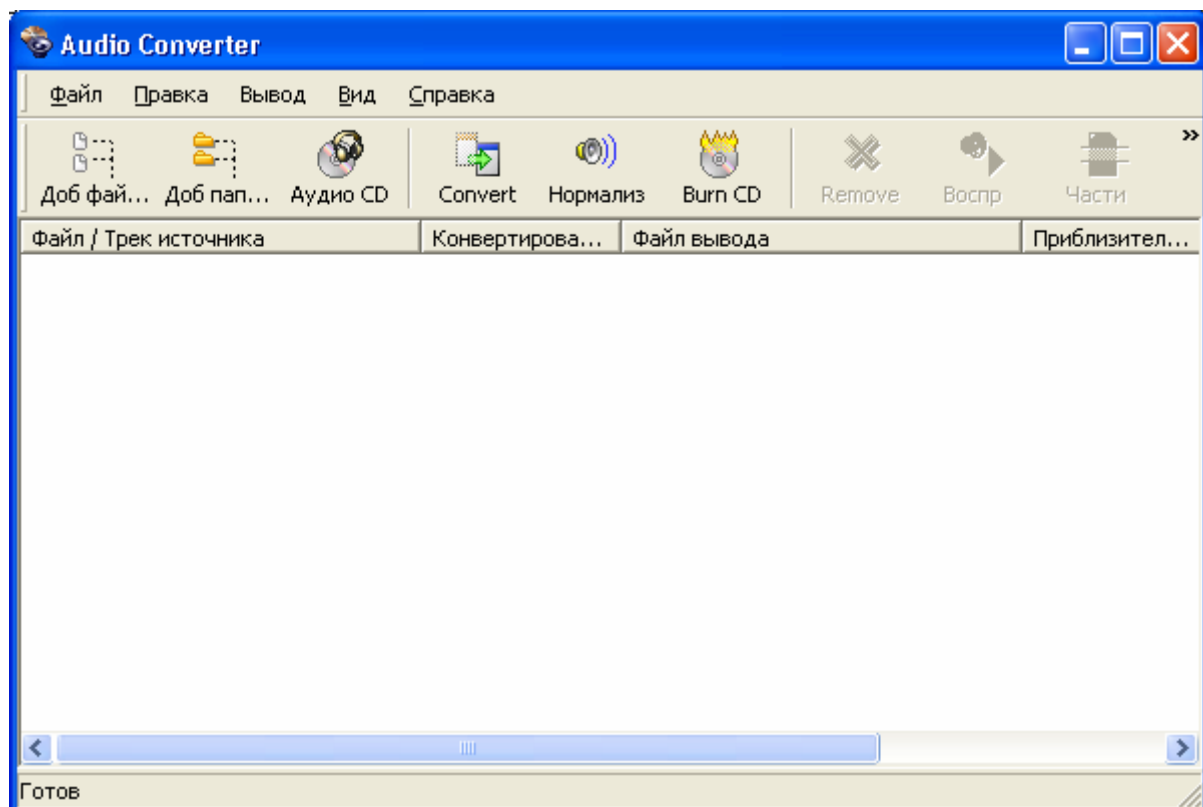 Audio Converter
Файл Правка Вывод Вид Справка
Доб фай... Доб пап... Аудио CD Convert Нормализ Burn CD Remove Воспр Части
Файл / Трек источника Конвертирова... Файл вывода Приблизител...
Готов